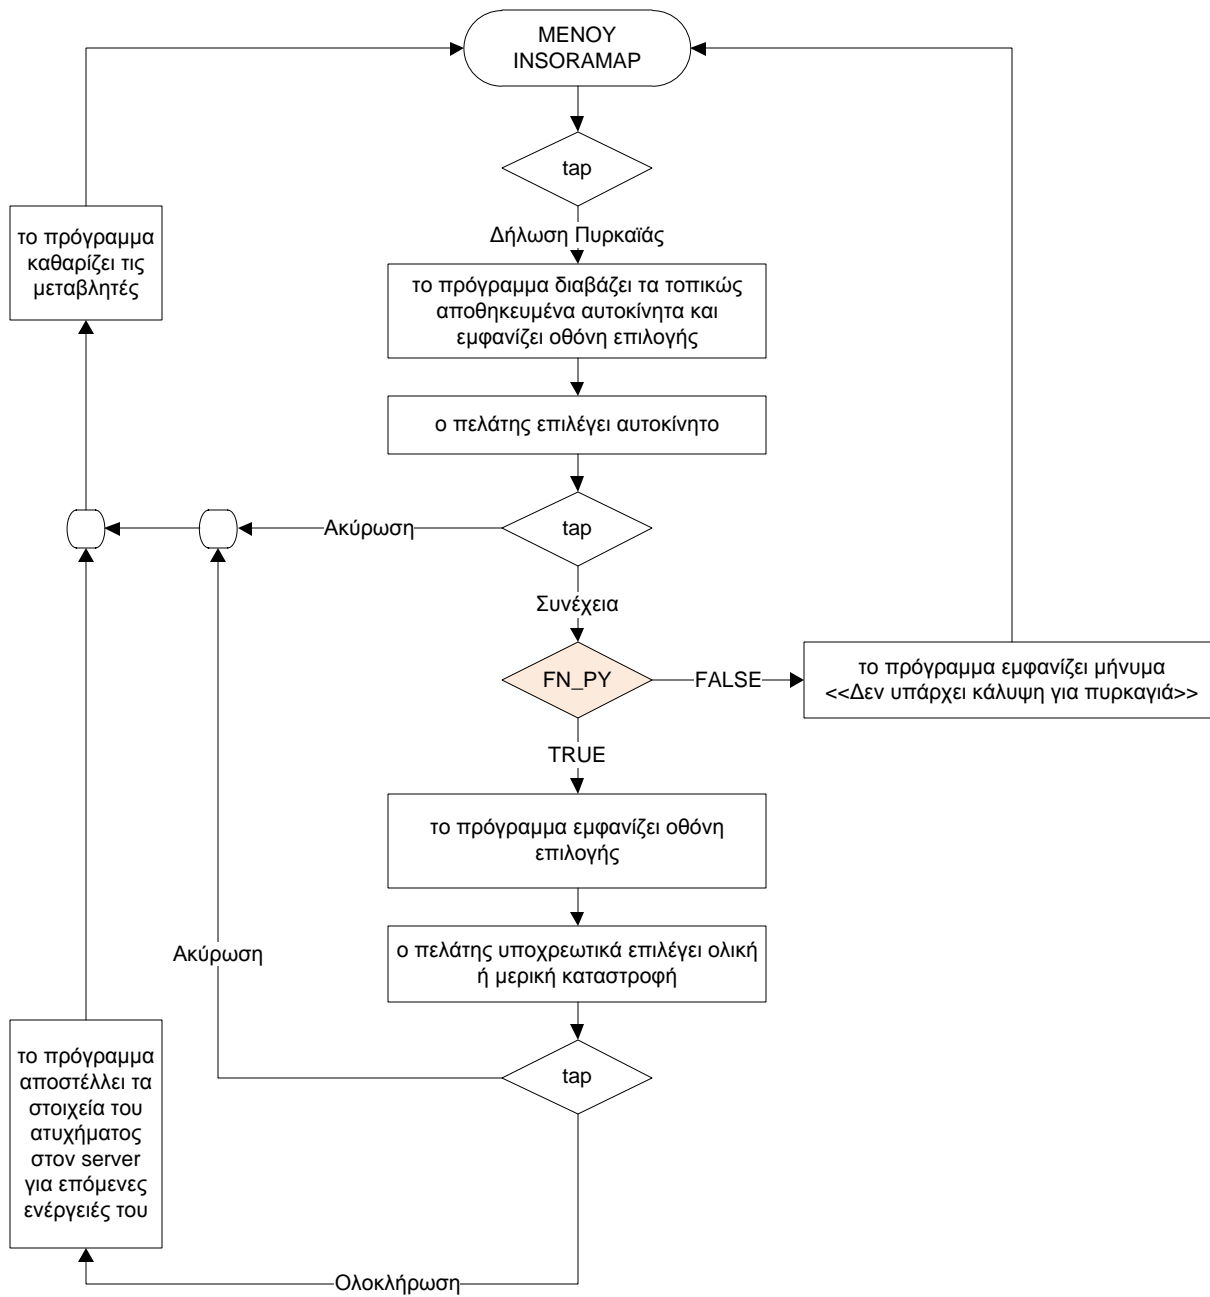 ΜΕΝΟΥ
INSORAMAP
tap
Δήλωση Πυρκαϊάς
το πρόγραμμα διαβάζει τα τοπικώς
αποθηκευμένα αυτοκίνητα και
εμφανίζει οθόνη επιλογής
ο πελάτης επιλέγει αυτοκίνητο
tap
Ακύρωση
Συνέχεια
FN_PY
FALSE
το πρόγραμμα εμφανίζει μήνυμα
<<Δεν υπάρχει κάλυψη για πυρκαγιά>>
TRUE
το πρόγραμμα εμφανίζει οθόνη
επιλογής
ο πελάτης υποχρεωτικά επιλέγει ολική
ή μερική καταστροφή
tap
Ακύρωση
Ολοκλήρωση
το πρόγραμμα
αποστέλλει τα
στοιχεία του
ατυχήματος
στον server
για επόμενες
ενέργειές του
το πρόγραμμα
καθαρίζει τις
μεταβλητές